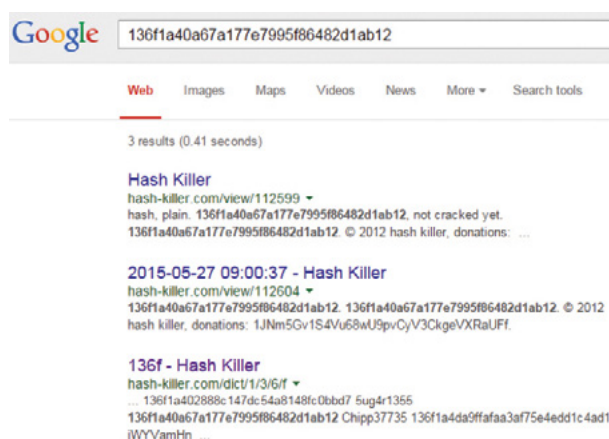 Google 136f1a40a67a177e7995f86482d1ab12
Web Images Maps Videos News More Search tools
3 results (0.41 seconds)
Hash Killer
hash-killer.com/view/112599
hash, plain. 136f1a40a67a177e7995f86482d1ab12, not cracked yet.
136f1a40a67a177e7995f86482d1ab12. © 2012 hash killer, donations: ...
2015-05-27 09:00:37 - Hash Killer
hash-killer.com/view/112604
136f1a40a67a177e7995f86482d1ab12. 136f1a40a67a177e7995f86482d1ab12. © 2012
hash killer, donations: 1JNm5Gv1S4Vu68wU9pvCyV3CkgeVXRaUFf.
136f - Hash Killer
hash-killer.com/dict/1/3/6/f
... 136f1a402888c147dc54a8148fc0bbd7 5ug4r1355
136f1a40a67a177e7995f86482d1ab12 Chipp37735 136f1a4da9ffafaa3af75e4edd1c4ad1
iWYVamHn ...